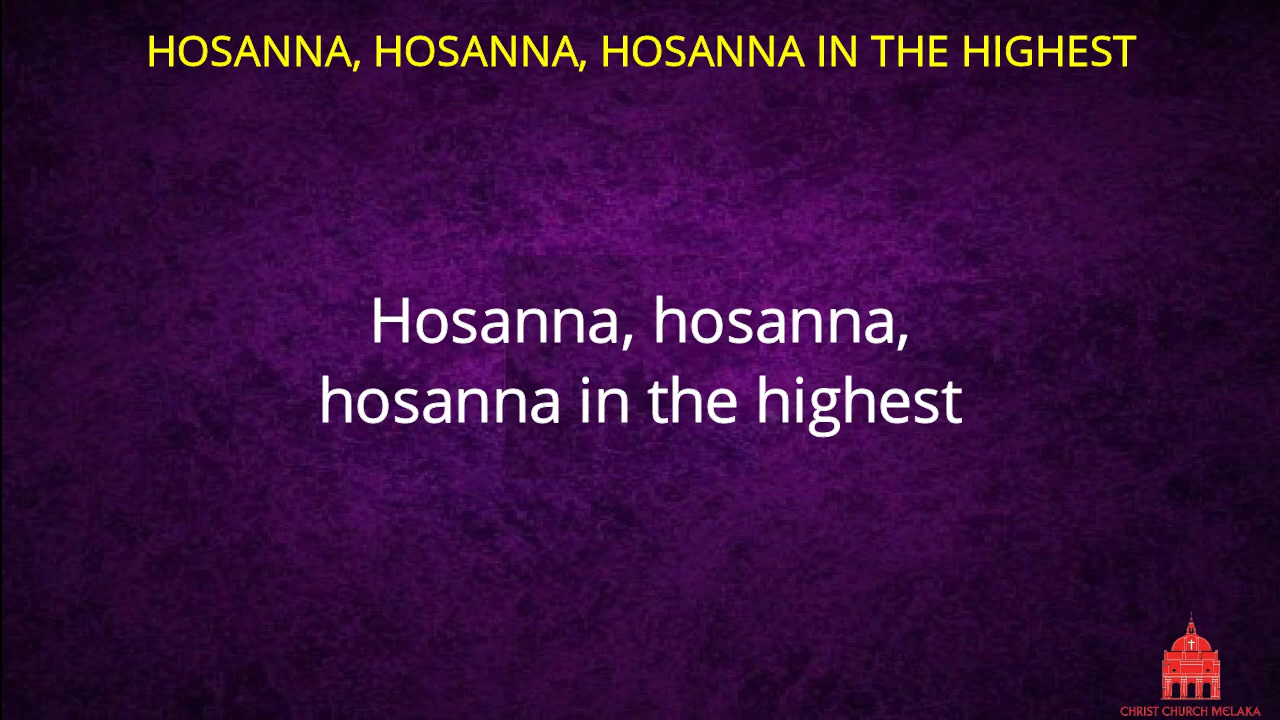 HOSANNA, HOSANNA, HOSANNA IN THE HIGHEST
Hosanna, hosanna,
hosanna in the highest
CHRIST CHURCH MELAKA